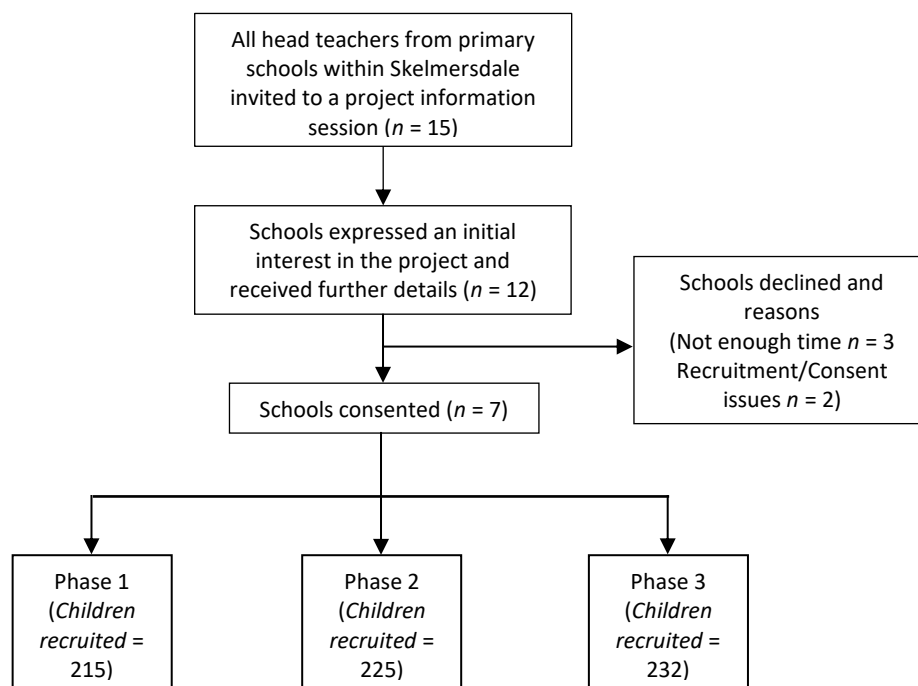 All head teachers from primary
schools within Skelmersdale
invited to a project information
session (n = 15)
Schools expressed an initial
interest in the project and
received further details (n = 12)
Schools declined and
reasons
(Not enough time n = 3
Recruitment/Consent
issues n = 2)
Schools consented (n = 7)
Phase 1
(Children
recruited =
215)
Phase 2
(Children
recruited =
225)
Phase 3
(Children
recruited =
232)